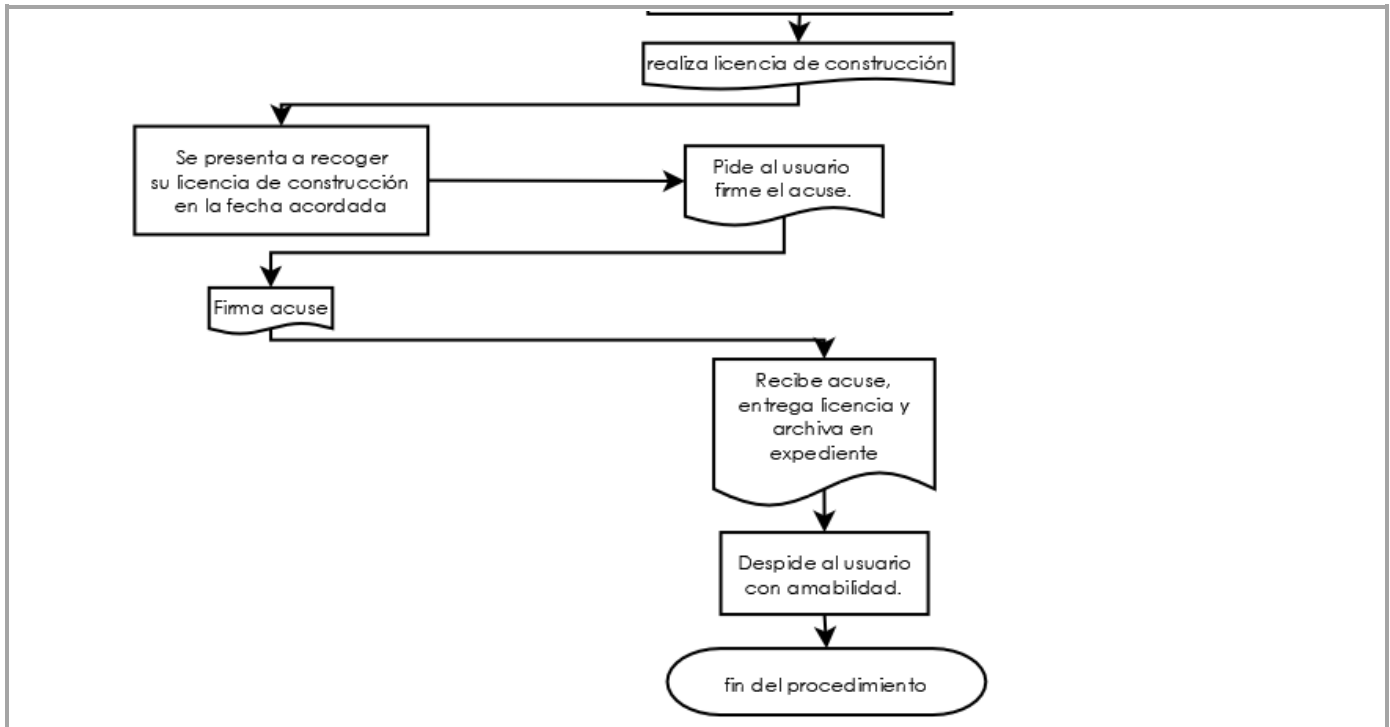 realiza licencia de construcción
Se presenta a recoger
su licencia de construcción
en la fecha acordada
Pide al usuario
firme el acuse.
Firma acuse
Recibe acuse,
entrega licencia y
archiva en
expediente
Despide al usuario
con amabilidad.
fin del procedimiento